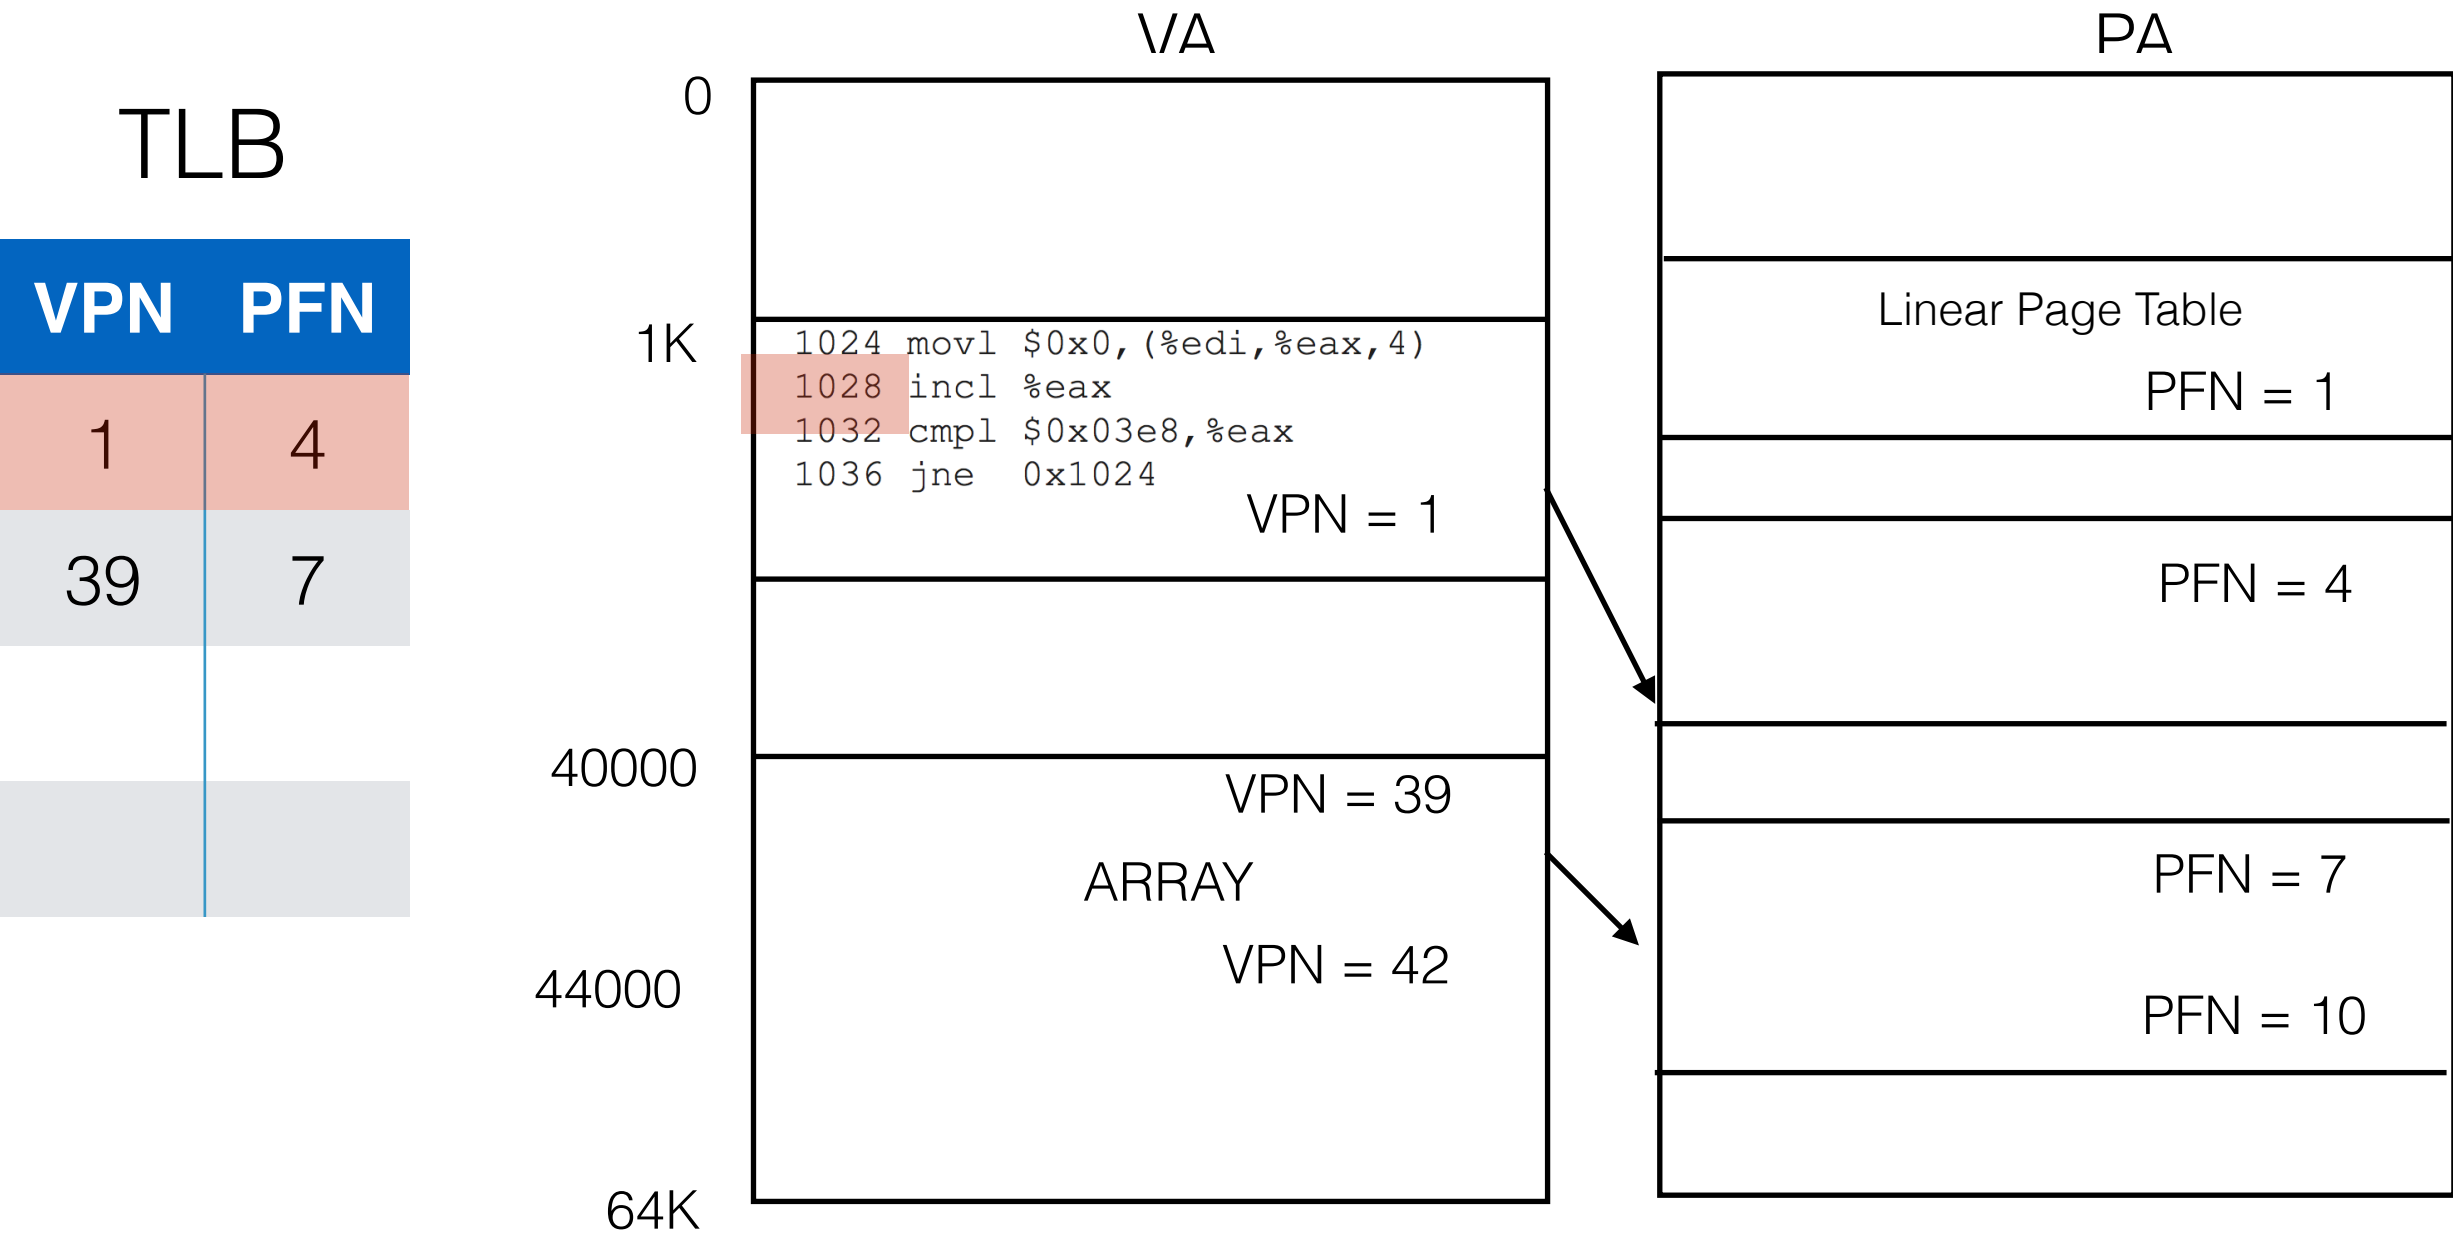 VA
PA
0
TLB
VPN PFN
1 4
39 7
1K
1024 movl $0x0,(%edi,%eax,4)
1028 incl %eax
1032 cmpl $0x03e8,%eax
1036 jne 0x1024
VPN = 1
40000
VPN = 39
ARRAY
VPN = 42
44000
64K
Linear Page Table
PFN = 1
PFN = 4
PFN = 7
PFN = 10